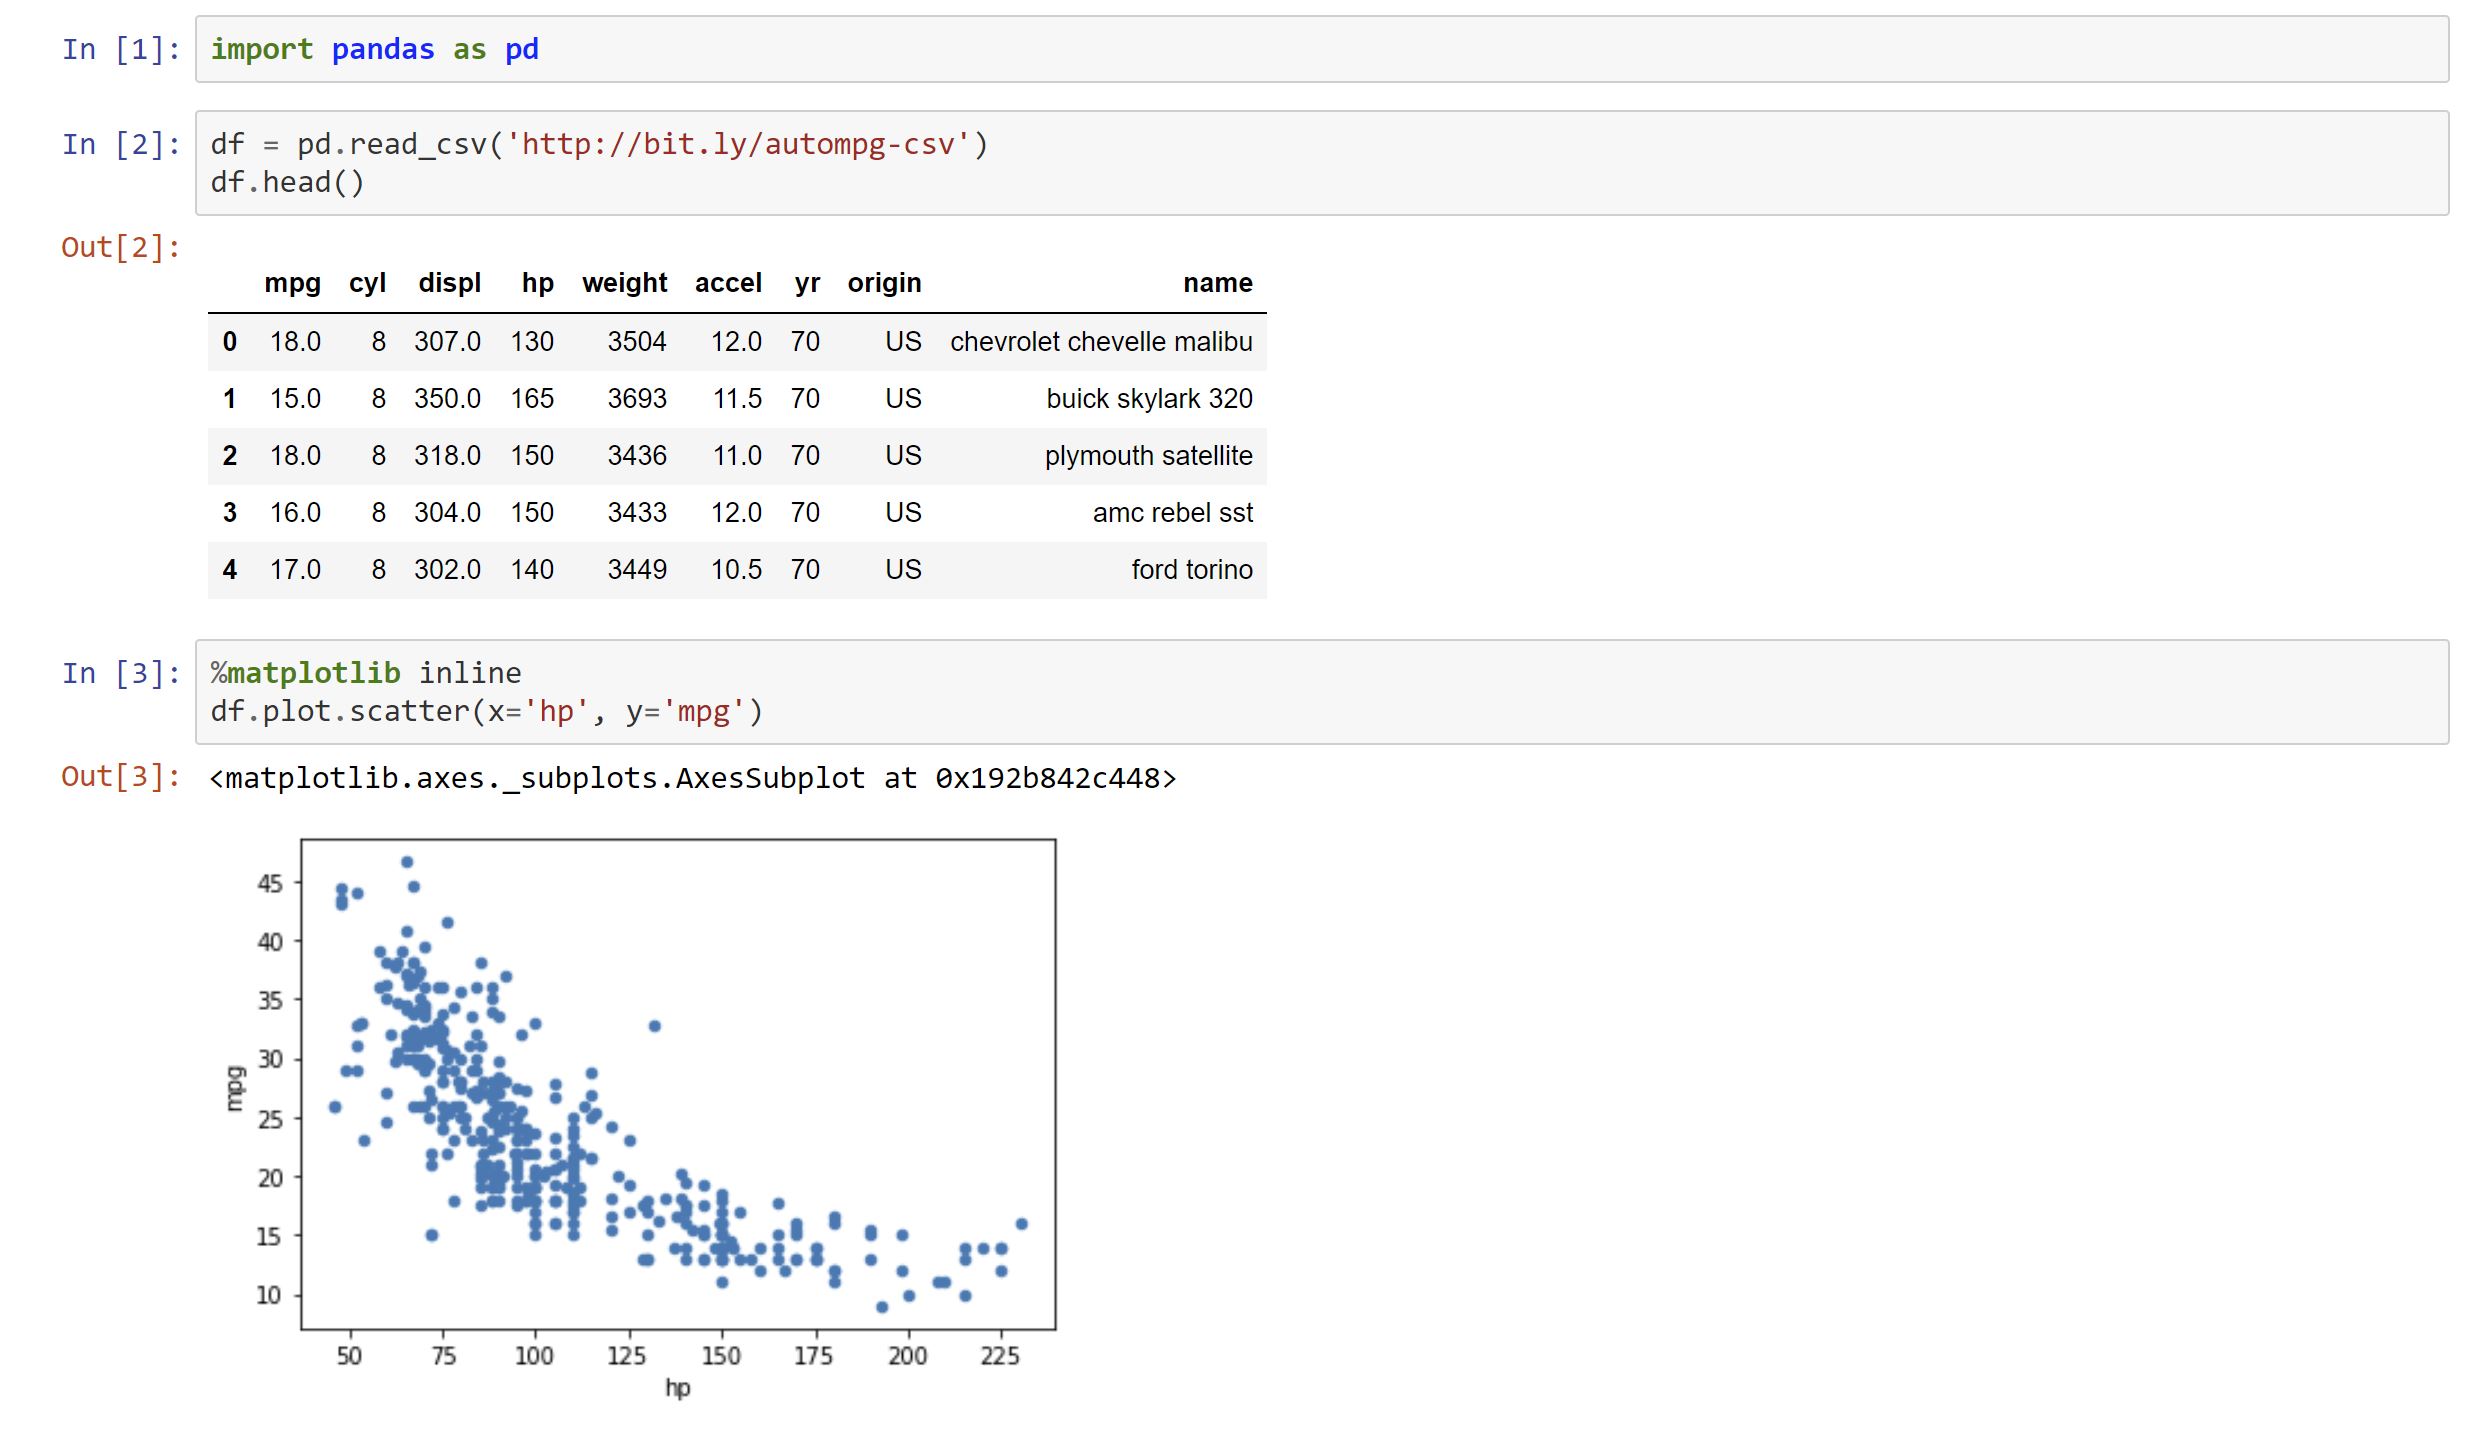 In [1]: import pandas as pd
In [2]: df = pd.read_csv('http://bit.ly/autompg-csv')
df.head()
Out[2]:
mpg cyl displ hp weight accel yr origin name
0 18.0 8 307.0 130 3504 12.0 70 US chevrolet chevelle malibu
1 15.0 8 350.0 165 3693 11.5 70 US buick skylark 320
2 18.0 8 318.0 150 3436 11.0 70 US plymouth satellite
3 16.0 8 304.0 150 3433 12.0 70 US amc rebel sst
4 17.0 8 302.0 140 3449 10.5 70 US ford torino
In [3]: %matplotlib inline
df.plot.scatter(x='hp', y='mpg')
Out[3]: <matplotlib.axes._subplots.AxesSubplot at 0x192b842c448>
45
40
35
30
mpg
25
20
15
10
50 75 100 125 150 175 200 225
hp